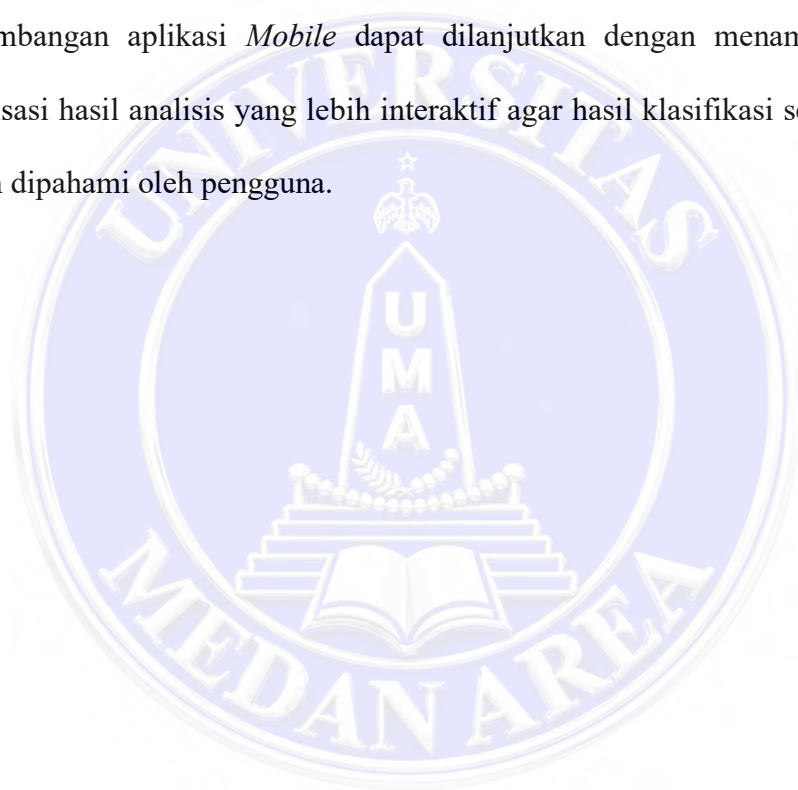 mbangan aplikasi Mobile dapat dilanjutkan dengan menam
sasi hasil analisis yang lebih interaktif agar hasil klasifikasi se
dipahami oleh pengguna.
UNIVERSITAS
UMA
MEDAN AREA